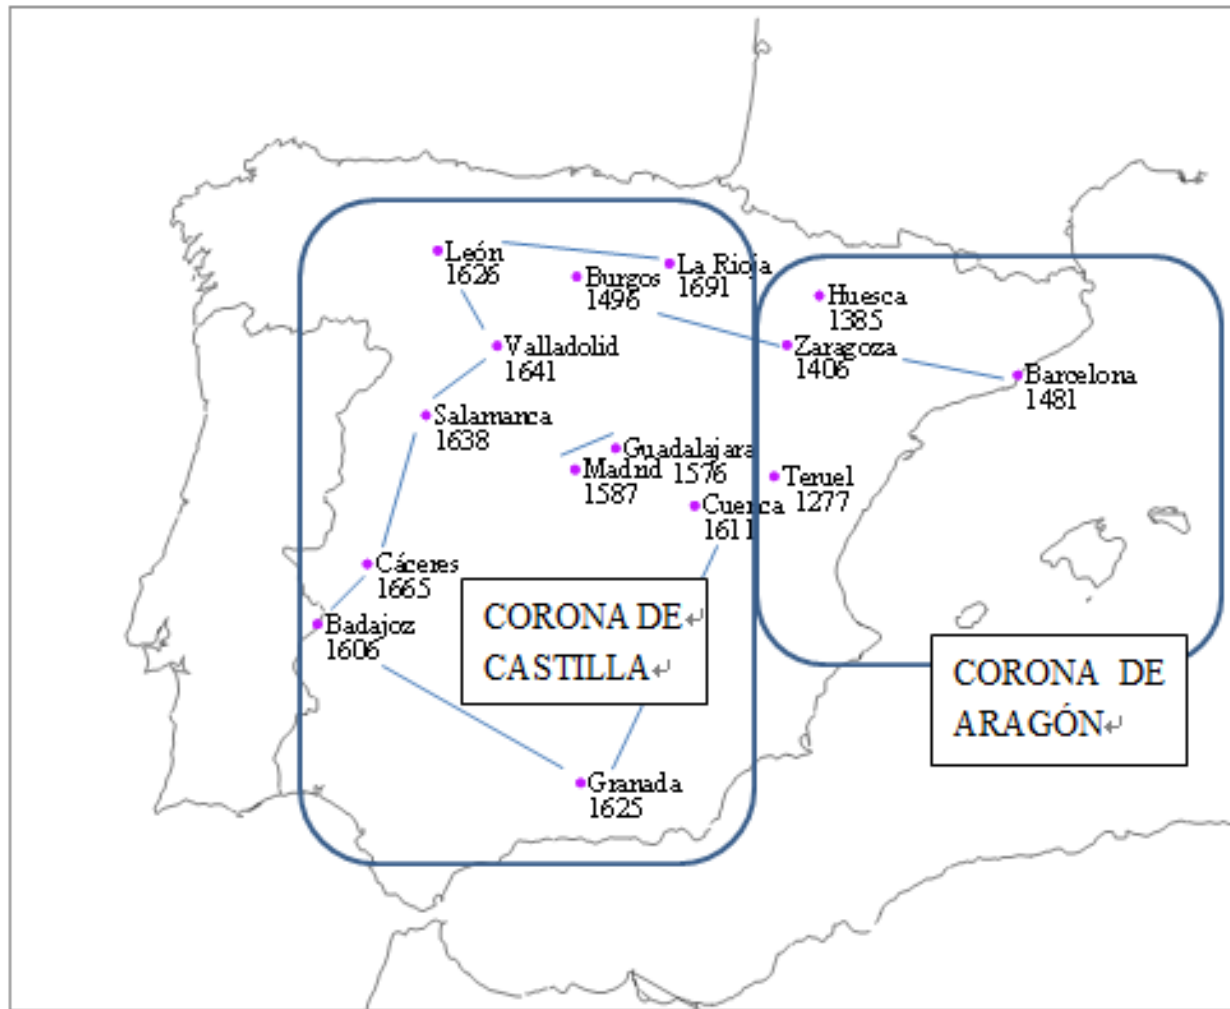 León
1626
La Rioja
1691
Burgos
1496
Huesca
1385
Valladolid
1641
Zaragoza
1406
Barcelona
1481
Salamanca
1638
Guadalajara
1576
Madrid
1587
Teruel
1277
Cuenca
1611
Cáceres
1665
Badajoz
1606
CORONA DE↵
CASTILLA↵
CORONA DE
ARAGÓN↵
Granada
1625